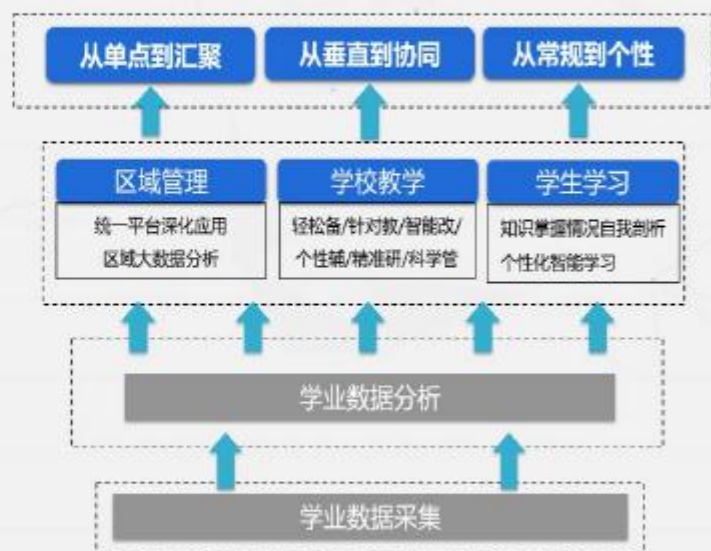 从单点到汇聚
从垂直到协同
从常规到个性
区域管理
统一平台深化应用
区域大数据分析
学校教学
轻松备/针对教/智能改/
个性辅/精准研/科学管
学生学习
知识掌握情况自我剖析
个性化智能学习
学业数据分析
学业数据采集